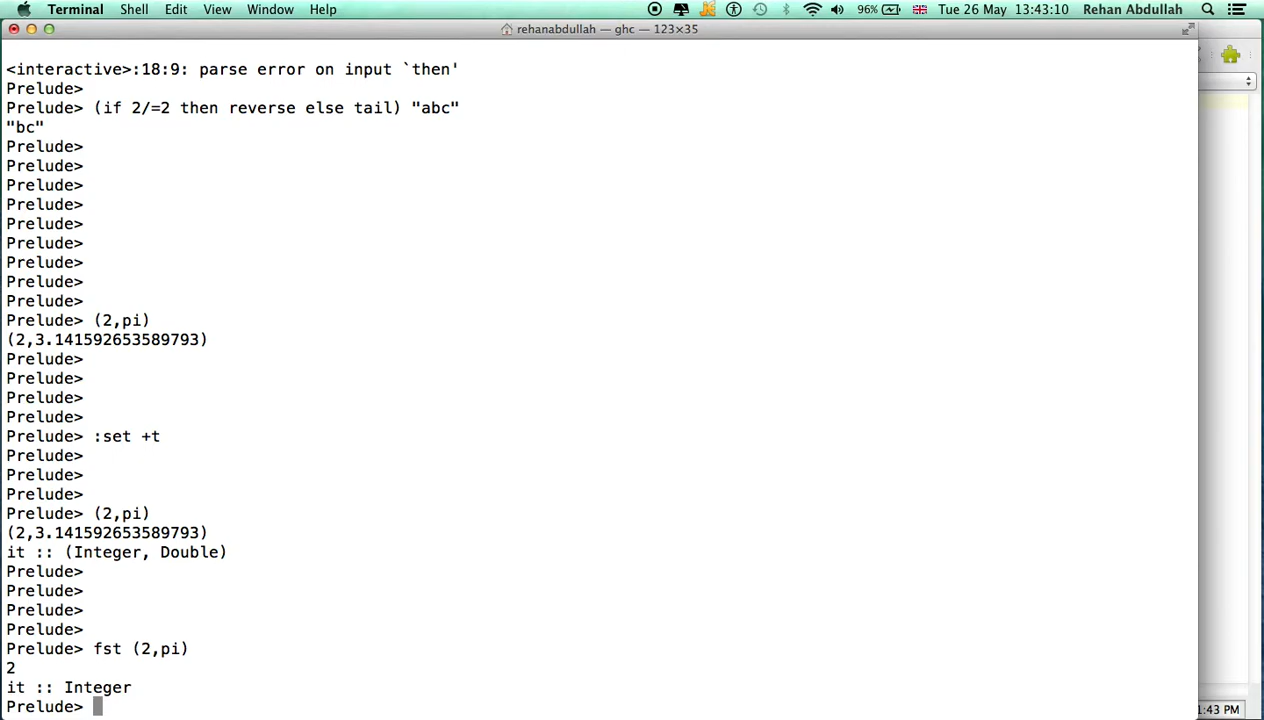 Terminal Shell Edit View Window Help 96% Tue 26 May 13:43:10 Rehan Abdullah
rehanabdullah — ghc — 123×35
<interactive>:18:9: parse error on input `then'
Prelude>
Prelude> (if 2/=2 then reverse else tail) "abc"
"bc"
Prelude>
Prelude>
Prelude>
Prelude>
Prelude>
Prelude>
Prelude>
Prelude>
Prelude>
Prelude> (2,pi)
(2,3.141592653589793)
Prelude>
Prelude>
Prelude>
Prelude>
Prelude> :set +t
Prelude>
Prelude>
Prelude>
Prelude> (2,pi)
(2,3.141592653589793)
it :: (Integer, Double)
Prelude>
Prelude>
Prelude>
Prelude>
Prelude> fst (2,pi)
2
it :: Integer
Prelude>
1:43 PM